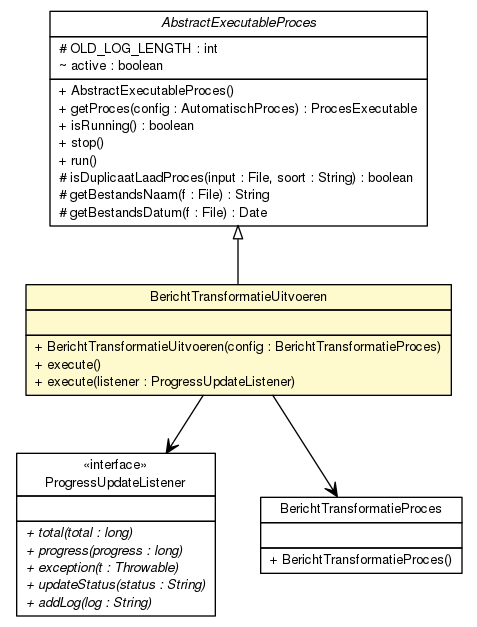 AbstractExecutableProces
# OLD_LOG_LENGTH : int
~ active : boolean
+ AbstractExecutableProces()
+ getProces(config : AutomatischProces) : ProcesExecutable
+ isRunning() : boolean
+ stop()
+ run()
# isDuplicaatLaadProces(input : File, soort : String) : boolean
# getBestandsNaam(f : File) : String
# getBestandsDatum(f : File) : Date
BerichtTransformatieUitvoeren
+ BerichtTransformatieUitvoeren(config : BerichtTransformatieProces)
+ execute()
+ execute(listener : ProgressUpdateListener)
«interface»
ProgressUpdateListener
+ total(total : long)
+ progress(progress : long)
+ exception(t : Throwable)
+ updateStatus(status : String)
+ addLog(log : String)
BerichtTransformatieProces
+ BerichtTransformatieProces()